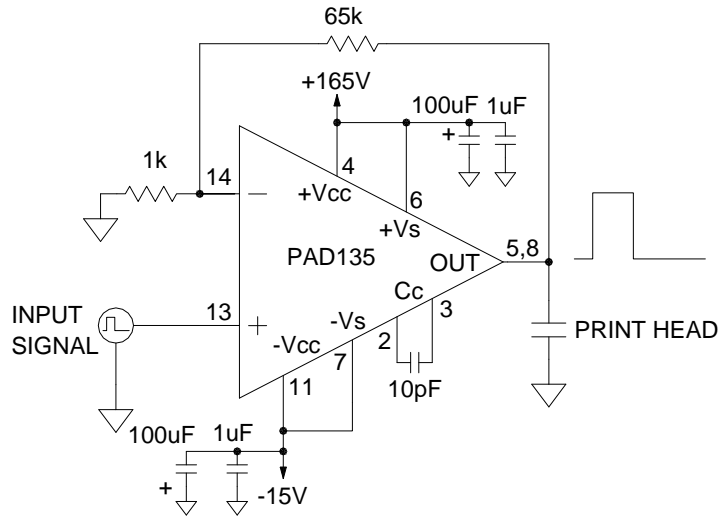 65k
+165V
100uF 1uF
+
1k
14
−
4
+Vcc
6
+Vs
PAD135
OUT
5,8
Cc
3
INPUT
SIGNAL
13
+
-Vs
-Vcc
7
2
11
10pF
PRINT HEAD
100uF
1uF
+
-15V